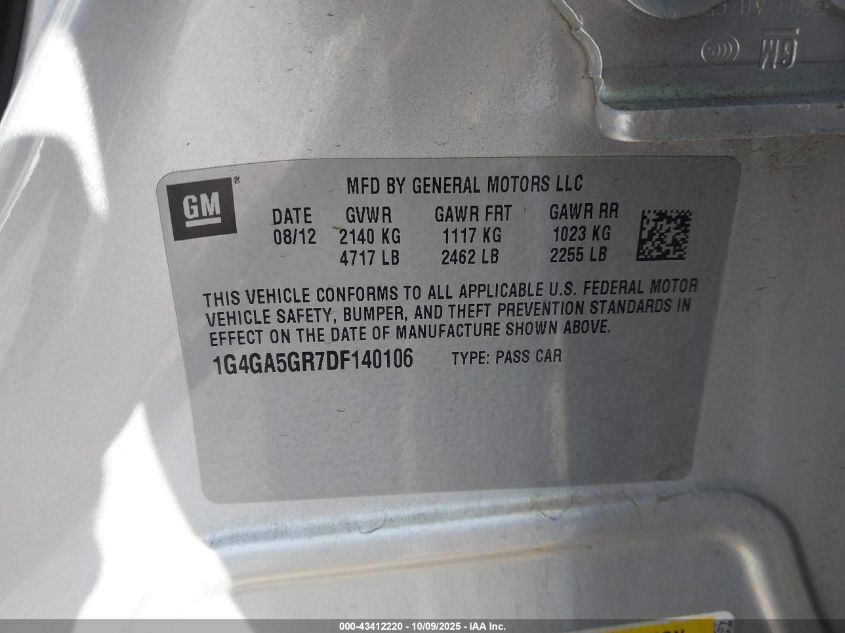 GM
GM ®
MFD BY GENERAL MOTORS LLC
DATE GVWR GAWR FRT GAWR RR
08/12 2140 KG 1117 KG 1023 KG
4717 LB 2462 LB 2255 LB
THIS VEHICLE CONFORMS TO ALL APPLICABLE U.S. FEDERAL MOTOR
VEHICLE SAFETY, BUMPER, AND THEFT PREVENTION STANDARDS IN
EFFECT ON THE DATE OF MANUFACTURE SHOWN ABOVE.
1G4GA5GR7DF140106 TYPE: PASS CAR
000-43412220 - 10/09/2025 - IAA Inc.